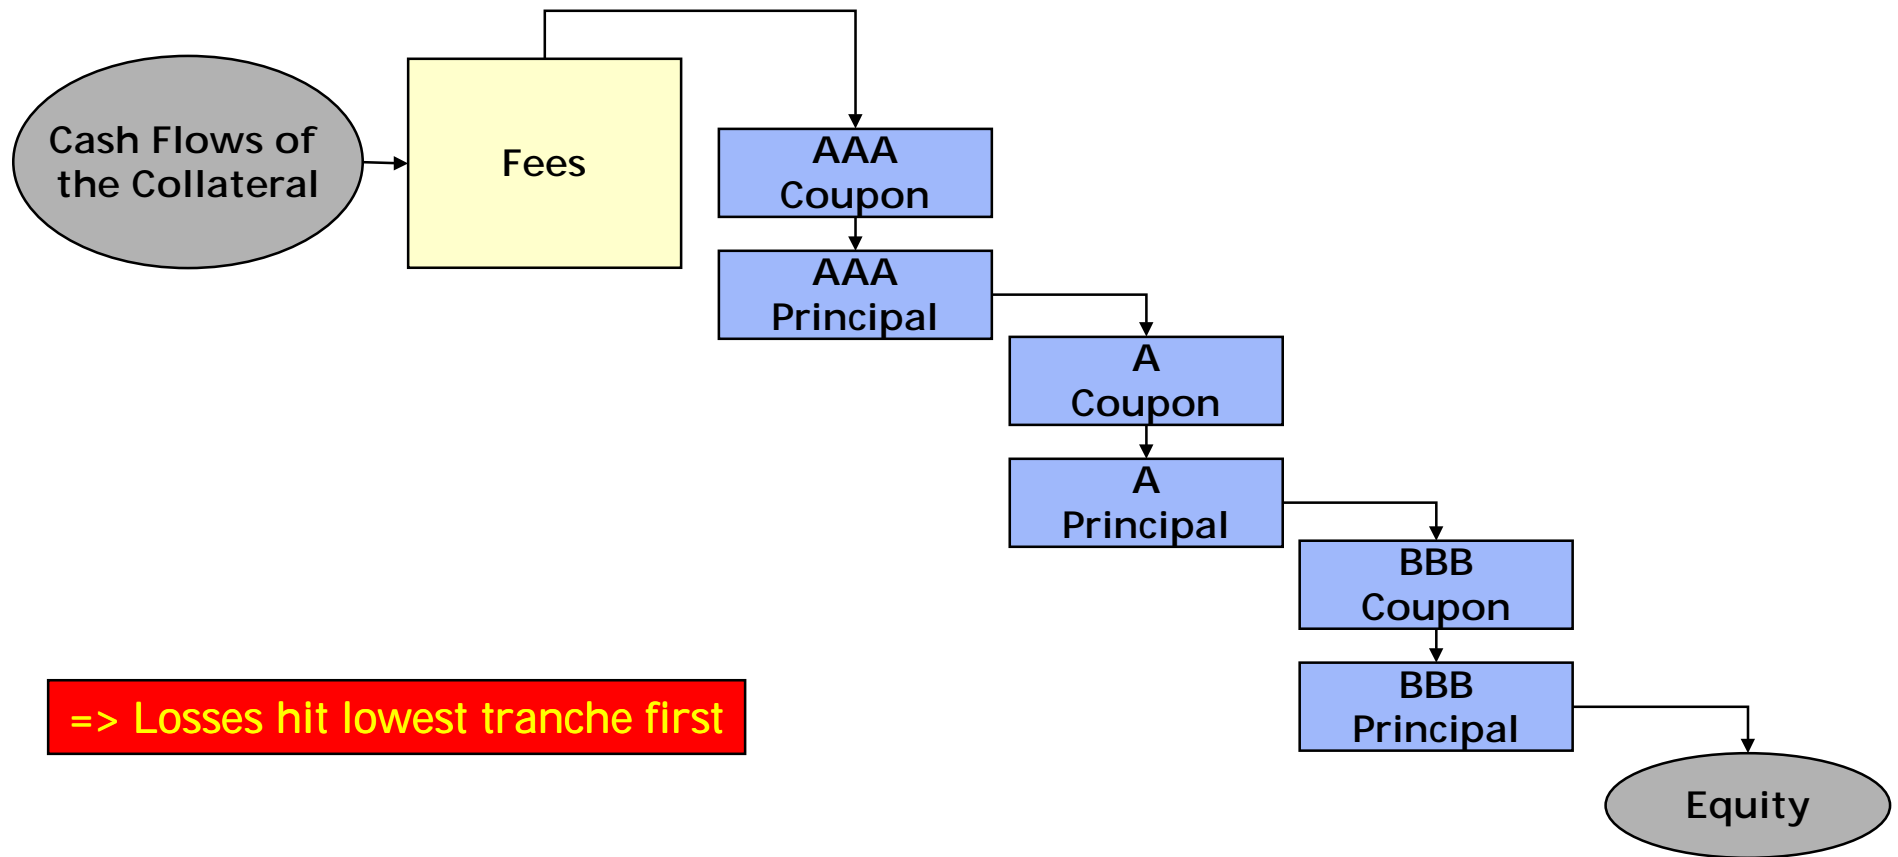 Cash Flows of
the Collateral
Fees
AAA
Coupon
AAA
Principal
A
Coupon
A
Principal
BBB
Coupon
BBB
Principal
=> Losses hit lowest tranche first
Equity